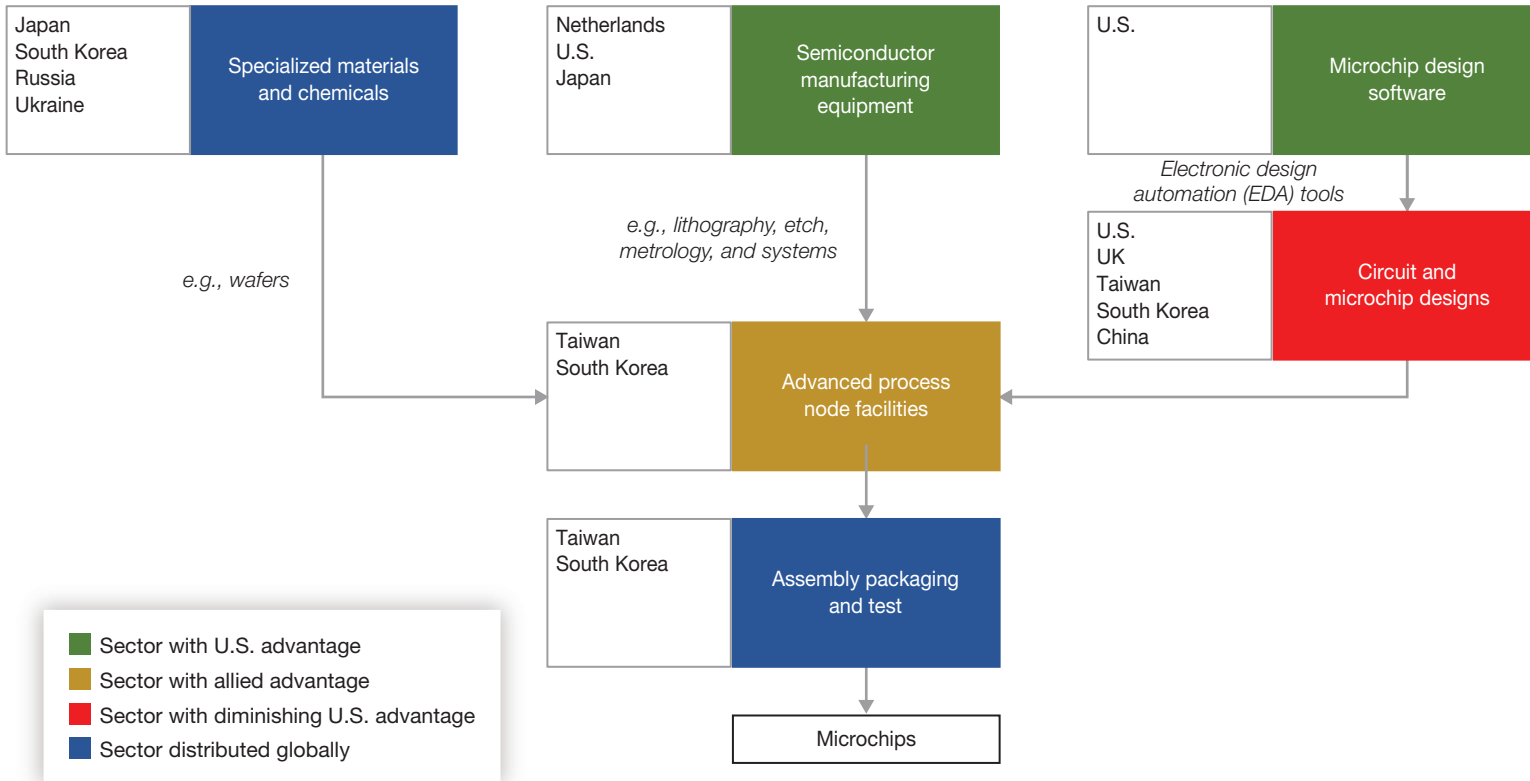 Japan
South Korea
Russia
Ukraine
Specialized materials
and chemicals
Netherlands
U.S.
Japan
Semiconductor
manufacturing
equipment
U.S.
Microchip design
software
e.g., wafers
e.g., lithography, etch,
metrology, and systems
Electronic design
automation (EDA) tools
U.S.
UK
Taiwan
South Korea
China
Circuit and
microchip designs
Taiwan
South Korea
Advanced process
node facilities
Taiwan
South Korea
Assembly packaging
and test
Microchips
Sector with U.S. advantage
Sector with allied advantage
Sector with diminishing U.S. advantage
Sector distributed globally